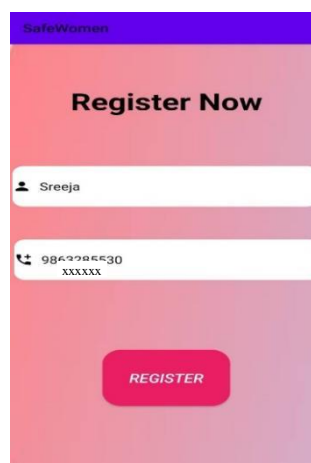 SafeWomen
Register Now
Sreeja
xxxxxx
REGISTER